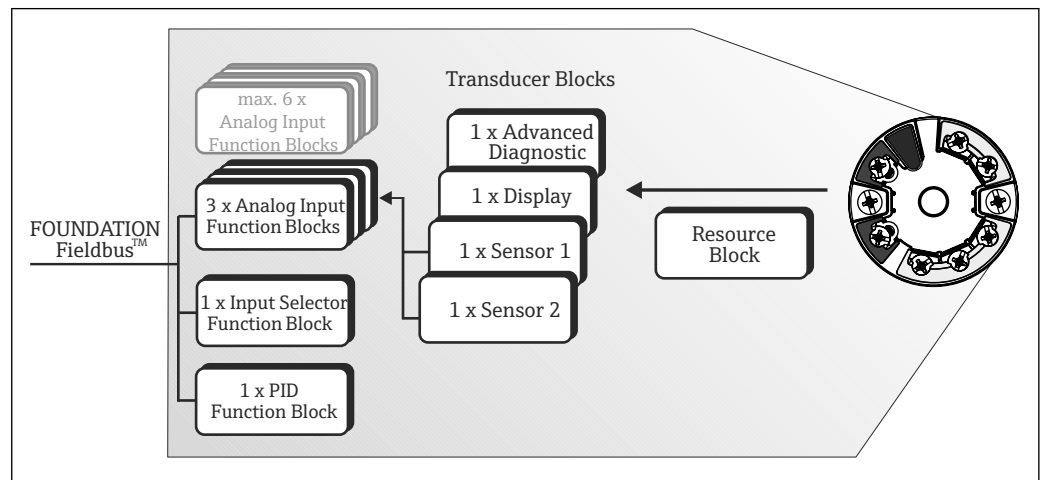 Transducer Blocks
max. 6 x
Analog Input
Function Blocks
3 x Analog Input
Function Blocks
1 x Input Selector
Function Block
1 x PID
Function Block
FOUNDATION
Fieldbus™
1 x Advanced
Diagnostic
1 x Display
1 x Sensor 1
1 x Sensor 2
Resource
Block